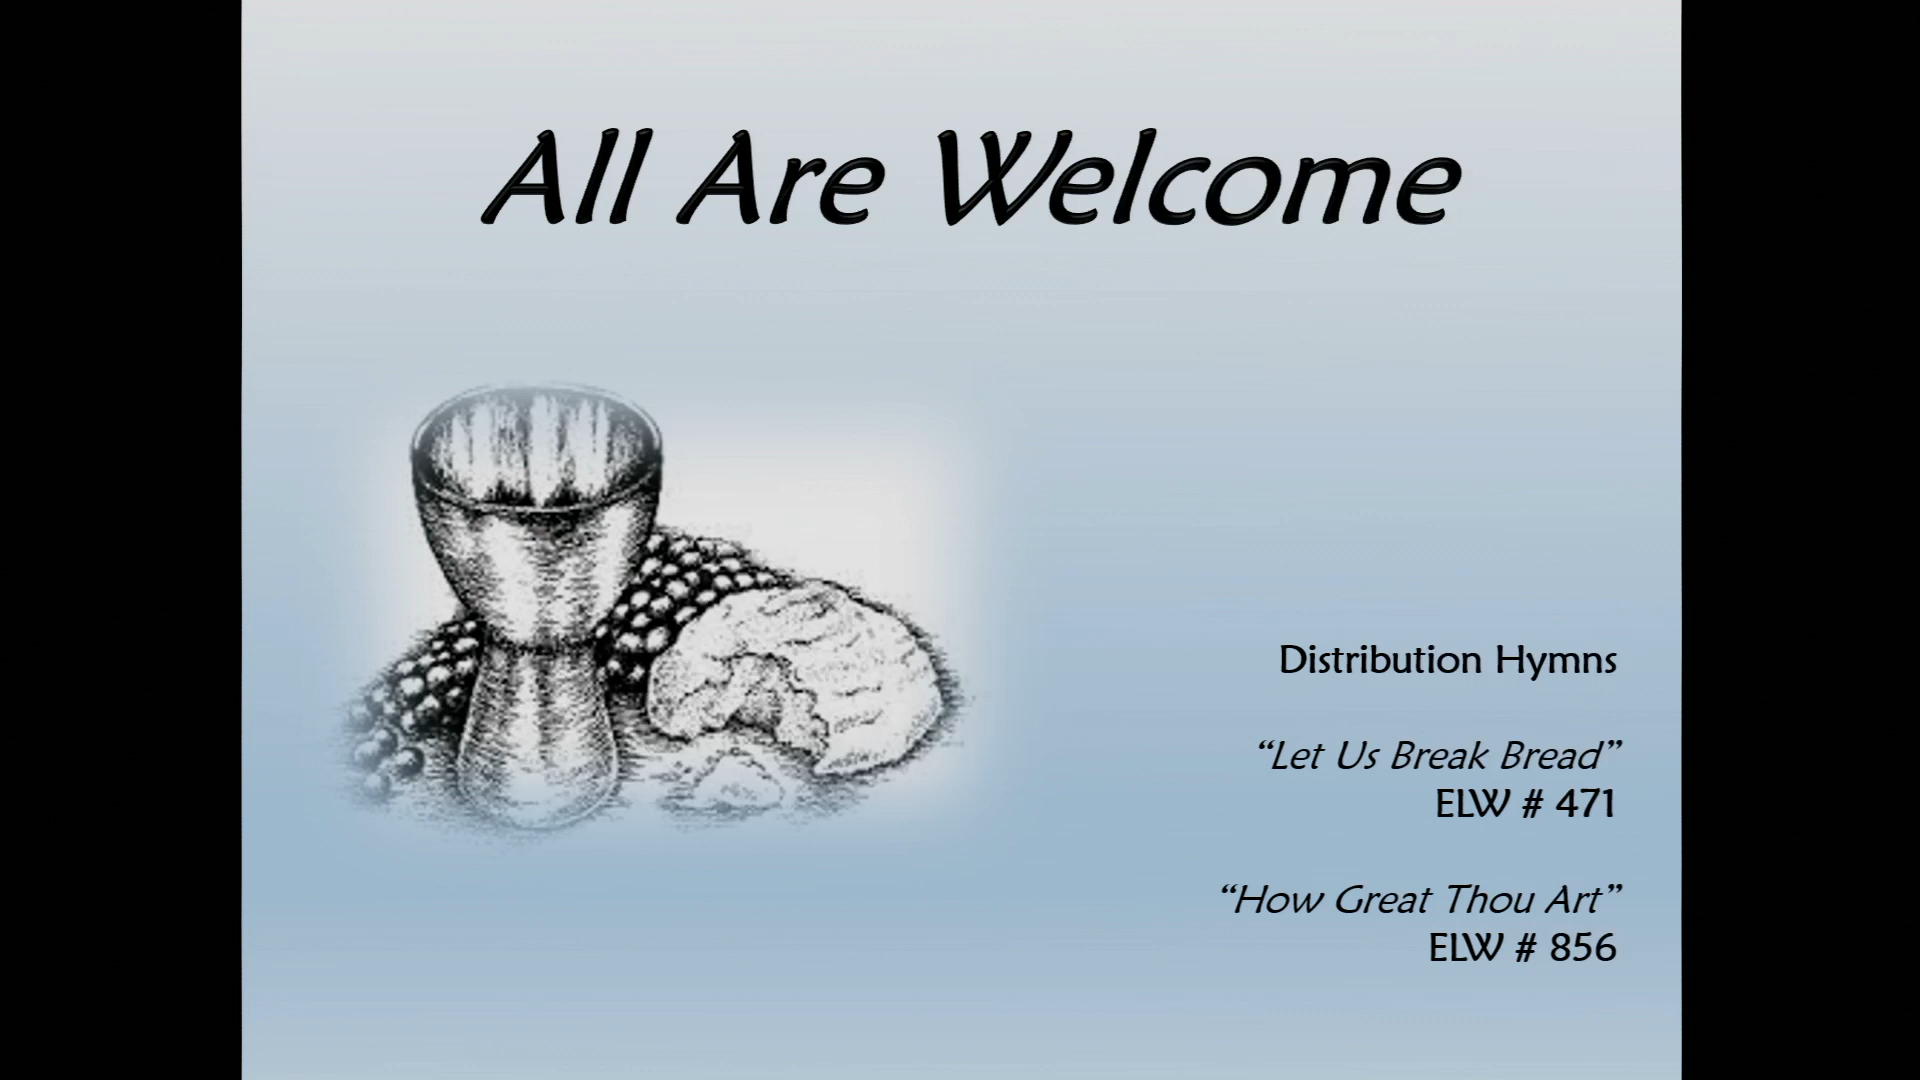 All Are Welcome
Distribution Hymns
“Let Us Break Bread”
ELW # 471
“How Great Thou Art”
ELW # 856